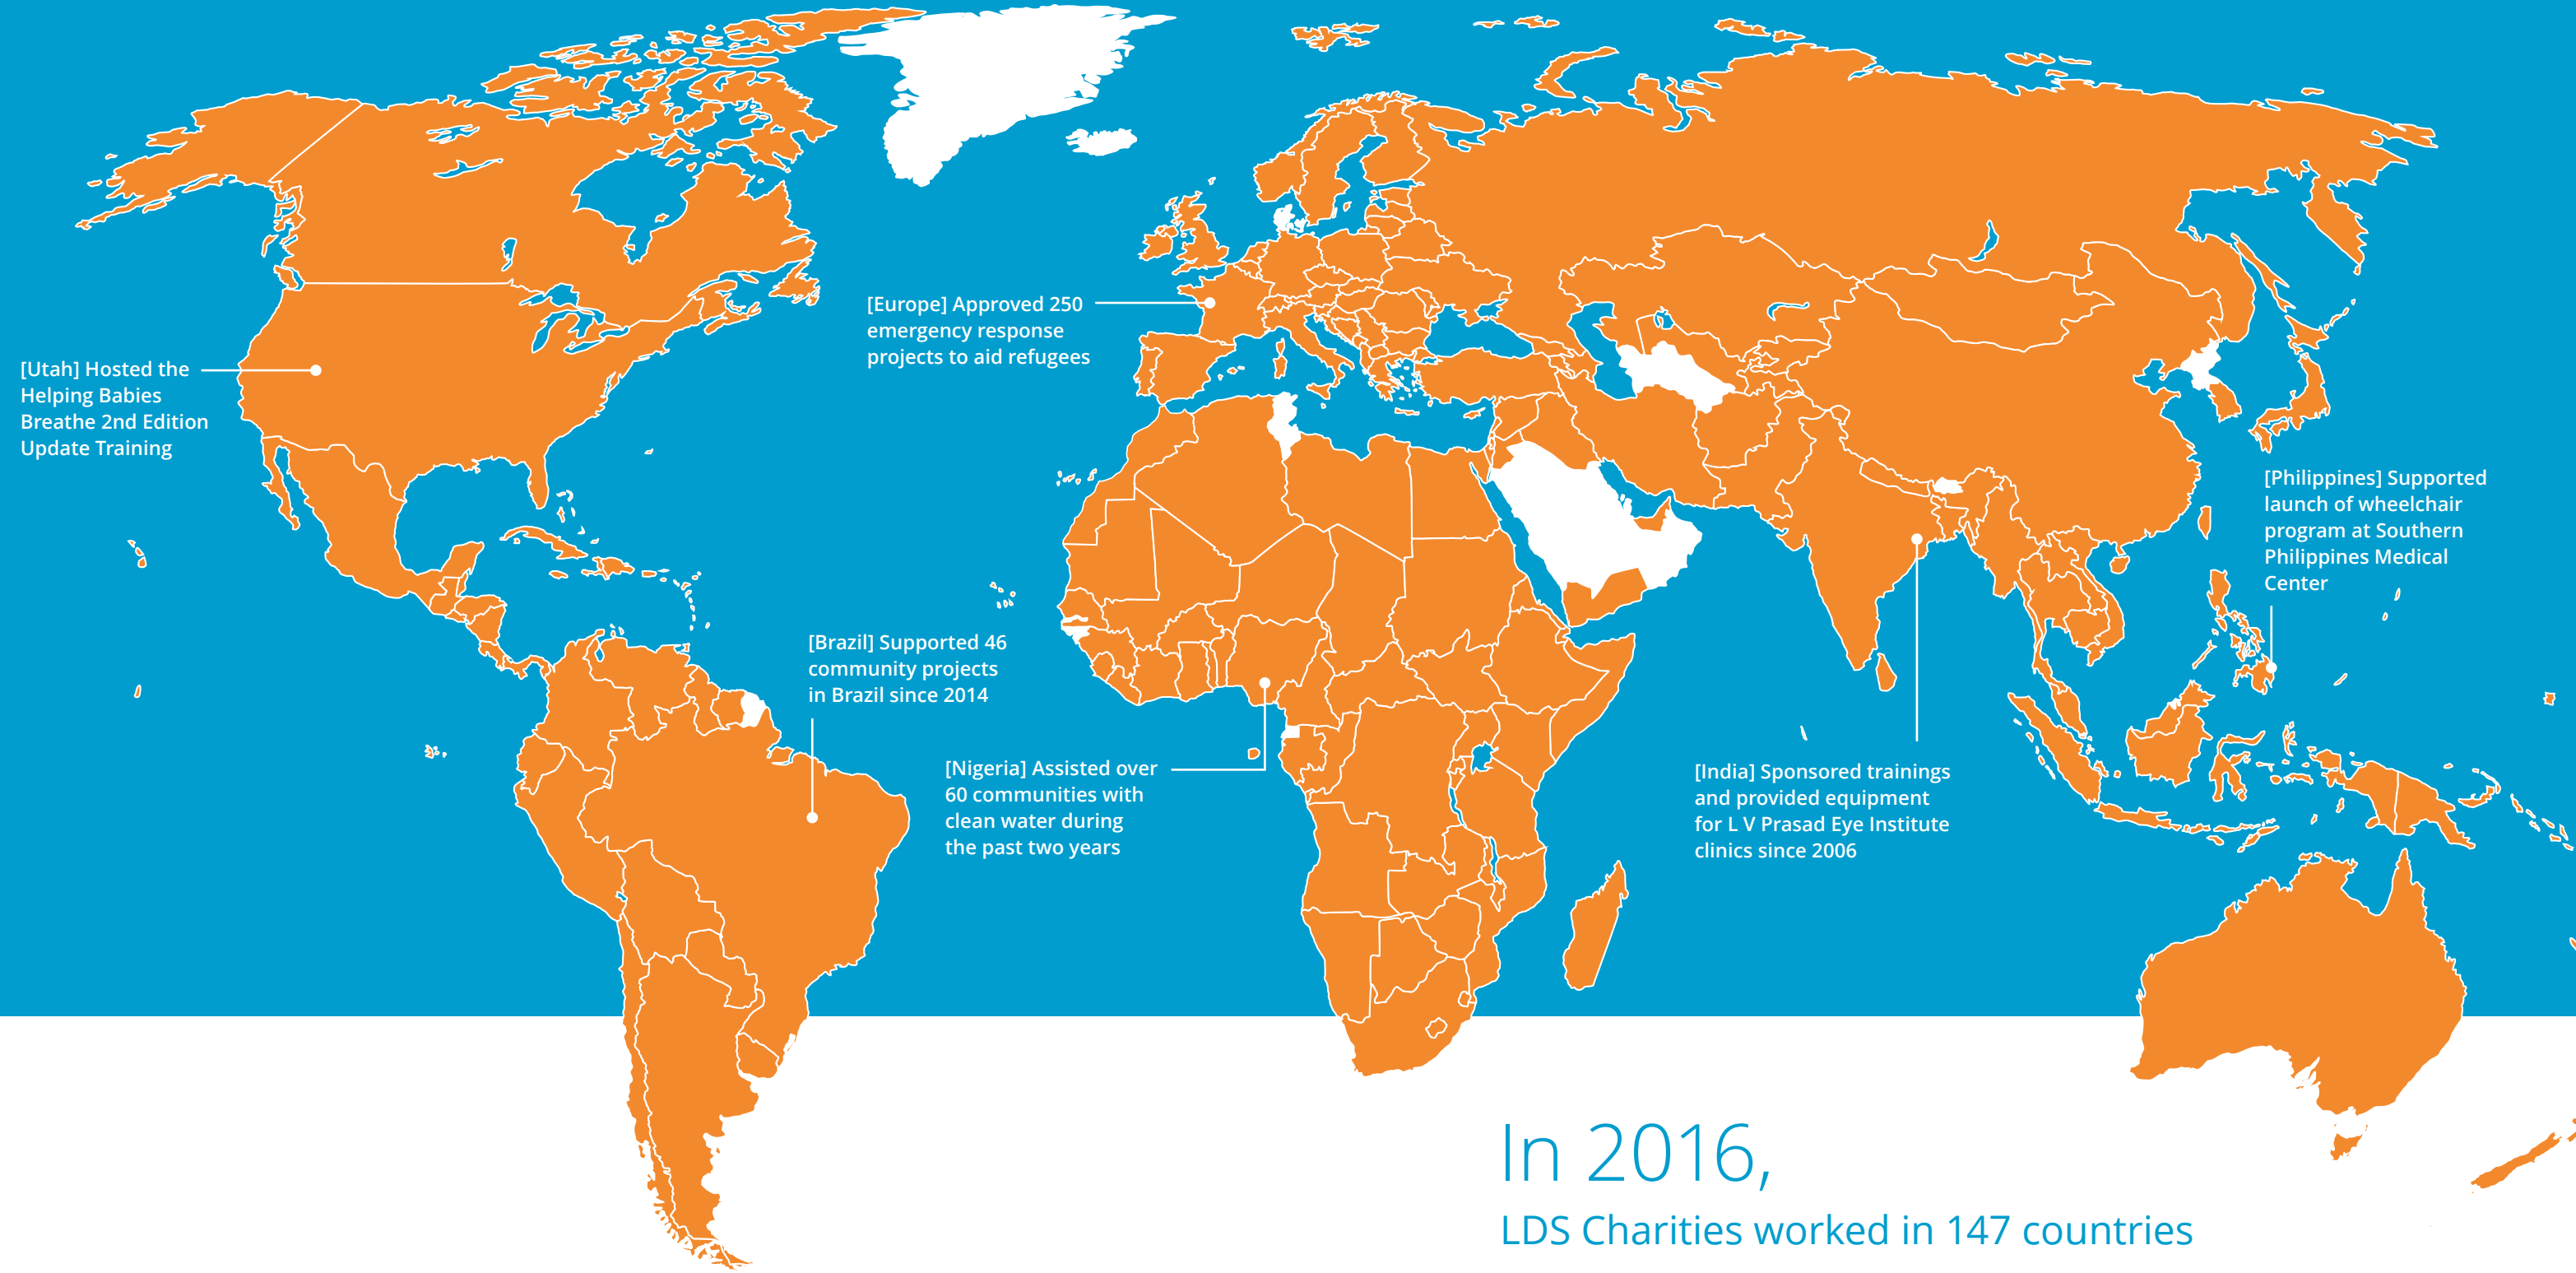 [Utah] Hosted the
Helping Babies
Breathe 2nd Edition
Update Training
[Europe] Approved 250
emergency response
projects to aid refugees
[Brazil] Supported 46
community projects
in Brazil since 2014
[Nigeria] Assisted over
60 communities with
clean water during
the past two years
[India] Sponsored trainings
and provided equipment
for L V Prasad Eye Institute
clinics since 2006
[Philippines] Supported
launch of wheelchair
program at Southern
Philippines Medical
Center
In 2016,
LDS Charities worked in 147 countries